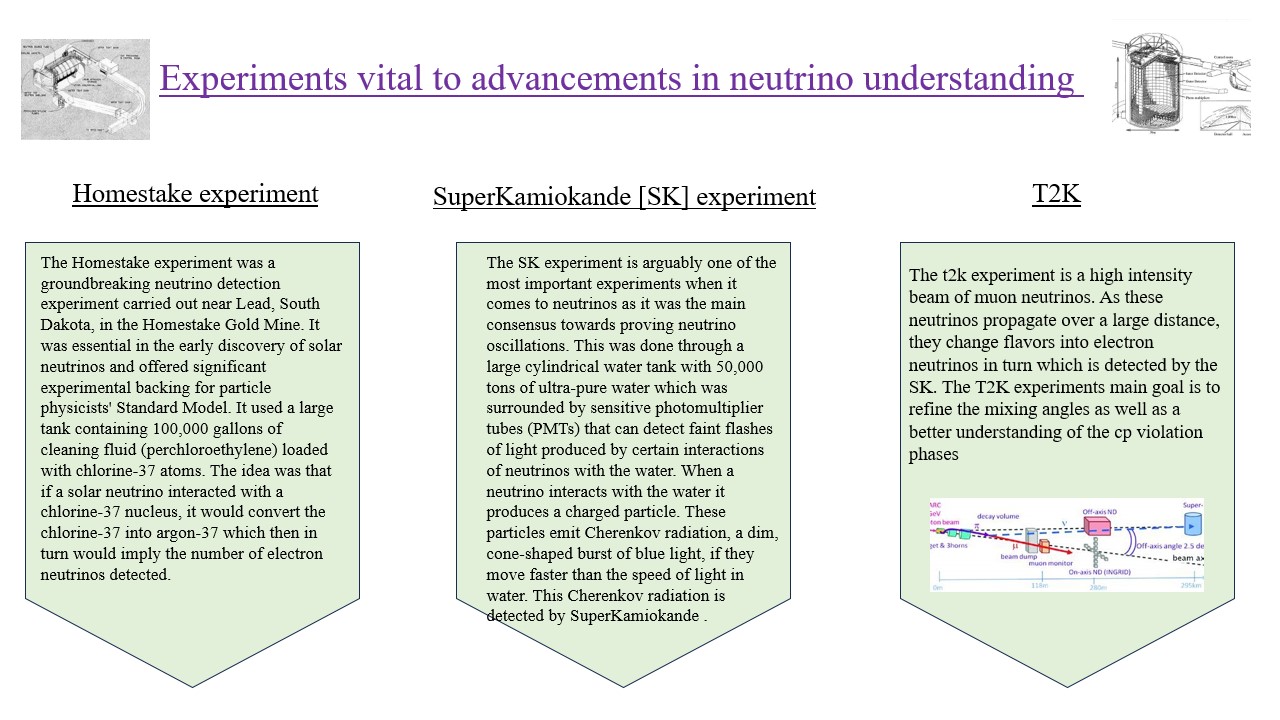 Experiments vital to advancements in neutrino understanding
Homestake experiment
The Homestake experiment was a
groundbreaking neutrino detection
experiment carried out near Lead, South
Dakota, in the Homestake Gold Mine. It
was essential in the early discovery of solar
neutrinos and offered significant
experimental backing for particle
physicists' Standard Model. It used a large
tank containing 100,000 gallons of
cleaning fluid (perchloroethylene) loaded
with chlorine-37 atoms. The idea was that
if a solar neutrino interacted with a
chlorine-37 nucleus, it would convert the
chlorine-37 into argon-37 which then in
turn would imply the number of electron
neutrinos detected.
SuperKamiokande [SK] experiment
The SK experiment is arguably one of the
most important experiments when it
comes to neutrinos as it was the main
consensus towards proving neutrino
oscillations. This was done through a
large cylindrical water tank with 50,000
tons of ultra-pure water which was
surrounded by sensitive photomultiplier
tubes (PMTs) that can detect faint flashes
of light produced by certain interactions
of neutrinos with the water. When a
neutrino interacts with the water it
produces a charged particle. These
particles emit Cherenkov radiation, a dim,
cone-shaped burst of blue light, if they
move faster than the speed of light in
water. This Cherenkov radiation is
detected by SuperKamiokande .
T2K
The t2k experiment is a high intensity
beam of muon neutrinos. As these
neutrinos propagate over a large distance,
they change flavors into electron
neutrinos in turn which is detected by the
SK. The T2K experiments main goal is to
refine the mixing angles as well as a
better understanding of the cp violation
phases
ARC
GeV
ton beam
decay volume
Off-axis ND
Super-
π
ν
get & 3horns
μ
beam dump
muon monitor
Off-axis angle 2.5 de
beam ax
On-axis ND (INGRID)
0m
118m
280m
295km